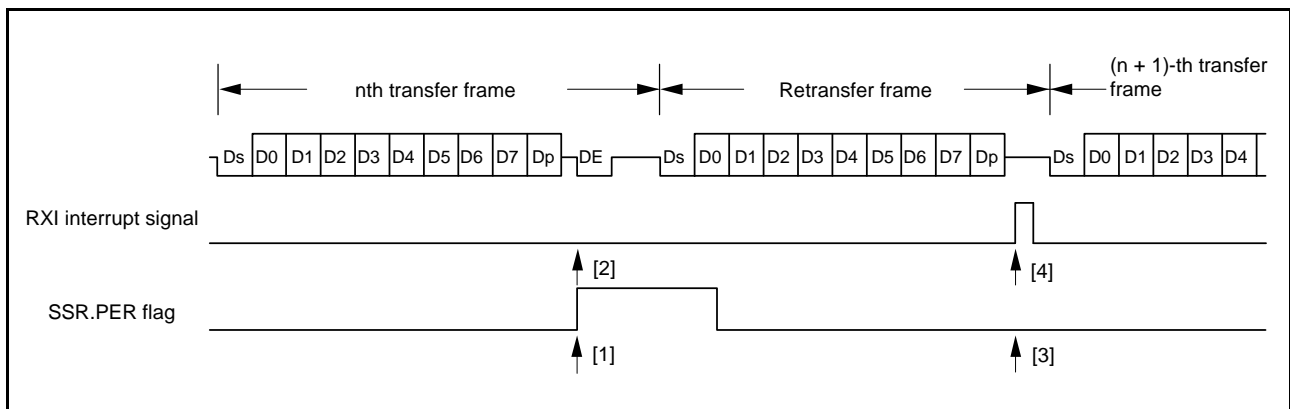 (n + 1)-th transfer
nth transfer frame
Retransfer frame
frame
Ds D0 D1 D2 D3 D4 D5 D6 D7 Dp DE Ds D0 D1 D2 D3 D4 D5 D6 D7 Dp Ds D0 D1 D2 D3 D4
RXI interrupt signal
[2]
[4]
SSR.PER flag
[1]
[3]